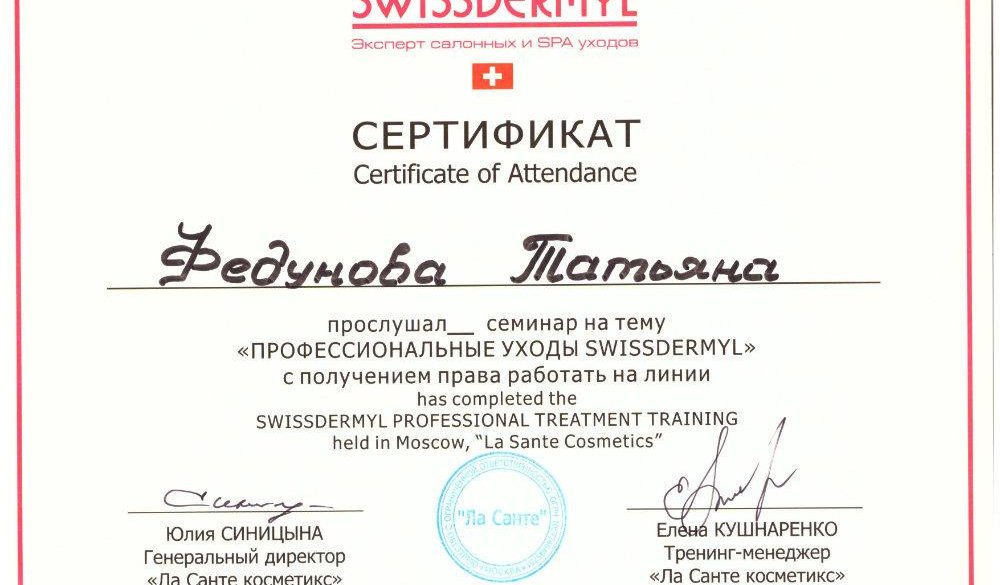 SWISSDERMYL
Эксперт салонных и SPA уходов
СЕРТИФИКАТ
Certificate of Attendance
Федунова Татьяна
прослушал__ семинар на тему
«ПРОФЕССИОНАЛЬНЫЕ УХОДЫ SWISSDERMYL»
с получением права работать на линии
has completed the
SWISSDERMYL PROFESSIONAL TREATMENT TRAINING
held in Moscow, “La Sante Cosmetics”
"Ла Санте"
МОСКВА
Юлия СИНИЦЫНА
Генеральный директор
«Ла Санте косметикс»
Елена КУШНАРЕНКО
Тренинг-менеджер
«Ла Санте косметикс»